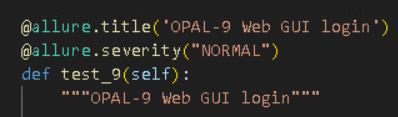 @allure.title('OPAL-9 Web GUI login')
@allure.severity("NORMAL")
def test_9(self):
"""OPAL-9 Web GUI login"""